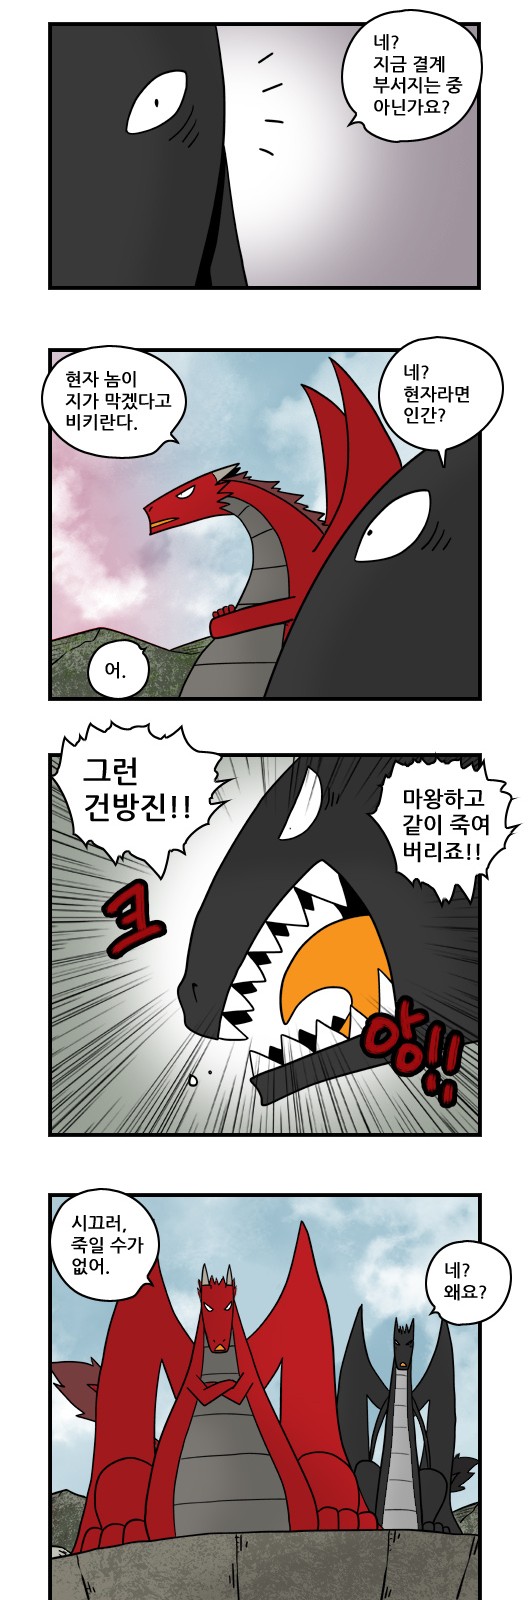 네?
지금 결계
부서지는 중
아닌가요?
현자 놈이
지가 막겠다고
비키란다.
네?
현자라면
인간?
어.
그런
건방진!!
마왕하고
같이 죽여
버리죠!!
크
앙!!
시끄러,
죽일 수가
없어.
네?
왜요?